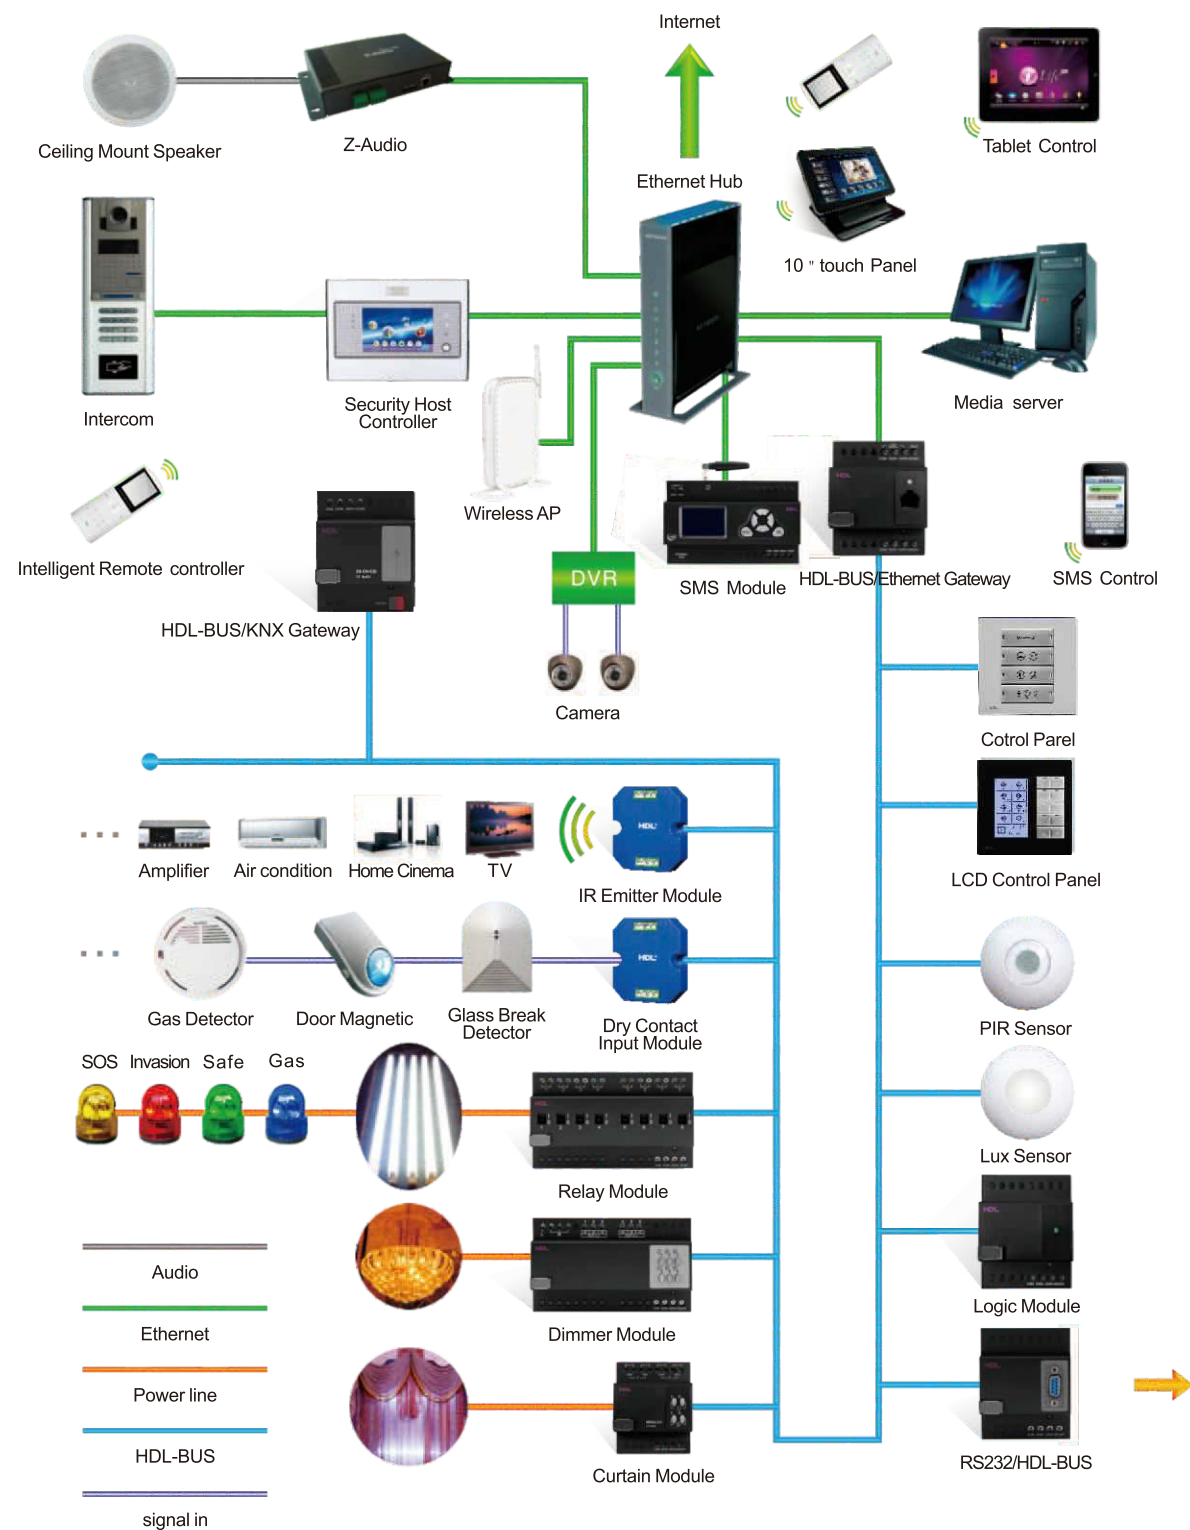 Internet
Ceiling Mount Speaker
Z-Audio
Tablet Control
Ethernet Hub
10 " touch Panel
Intercom
Security Host
Controller
Media server
Wireless AP
Intelligent Remote controller
HDL-BUS/KNX Gateway
DVR
SMS Module
HDL-BUS/Ethernet Gateway
SMS Control
Camera
Cotrol Parel
Amplifier
Air condition
Home Cinema
TV
HDL
IR Emitter Module
LCD Control Panel
Gas Detector
Door Magnetic
Glass Break
Detector
HDL
Dry Contact
Input Module
PIR Sensor
SOS
Invasion
Safe
Gas
Relay Module
Lux Sensor
HDL
Logic Module
Audio
Ethernet
Dimmer Module
Power line
HDL-BUS
Curtain Module
RS232/HDL-BUS
signal in